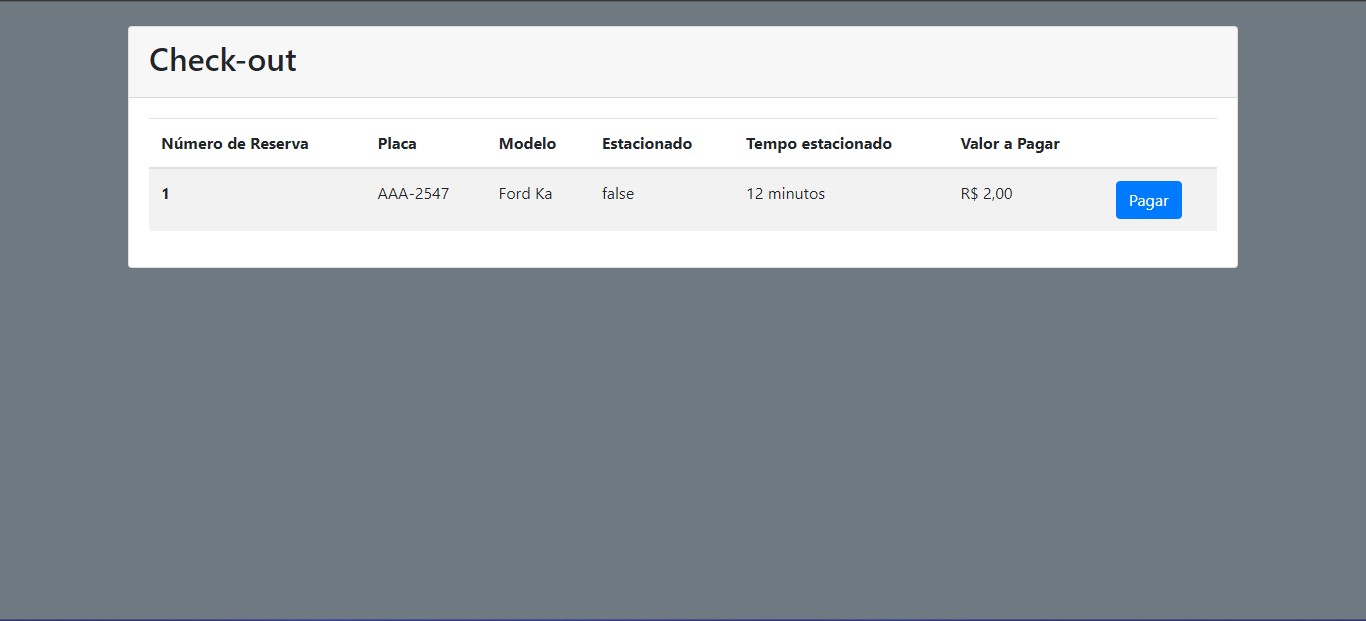 Check-out
Número de Reserva Placa Modelo Estacionado Tempo estacionado Valor a Pagar
1 AAA-2547 Ford Ka false 12 minutos R$ 2,00 Pagar